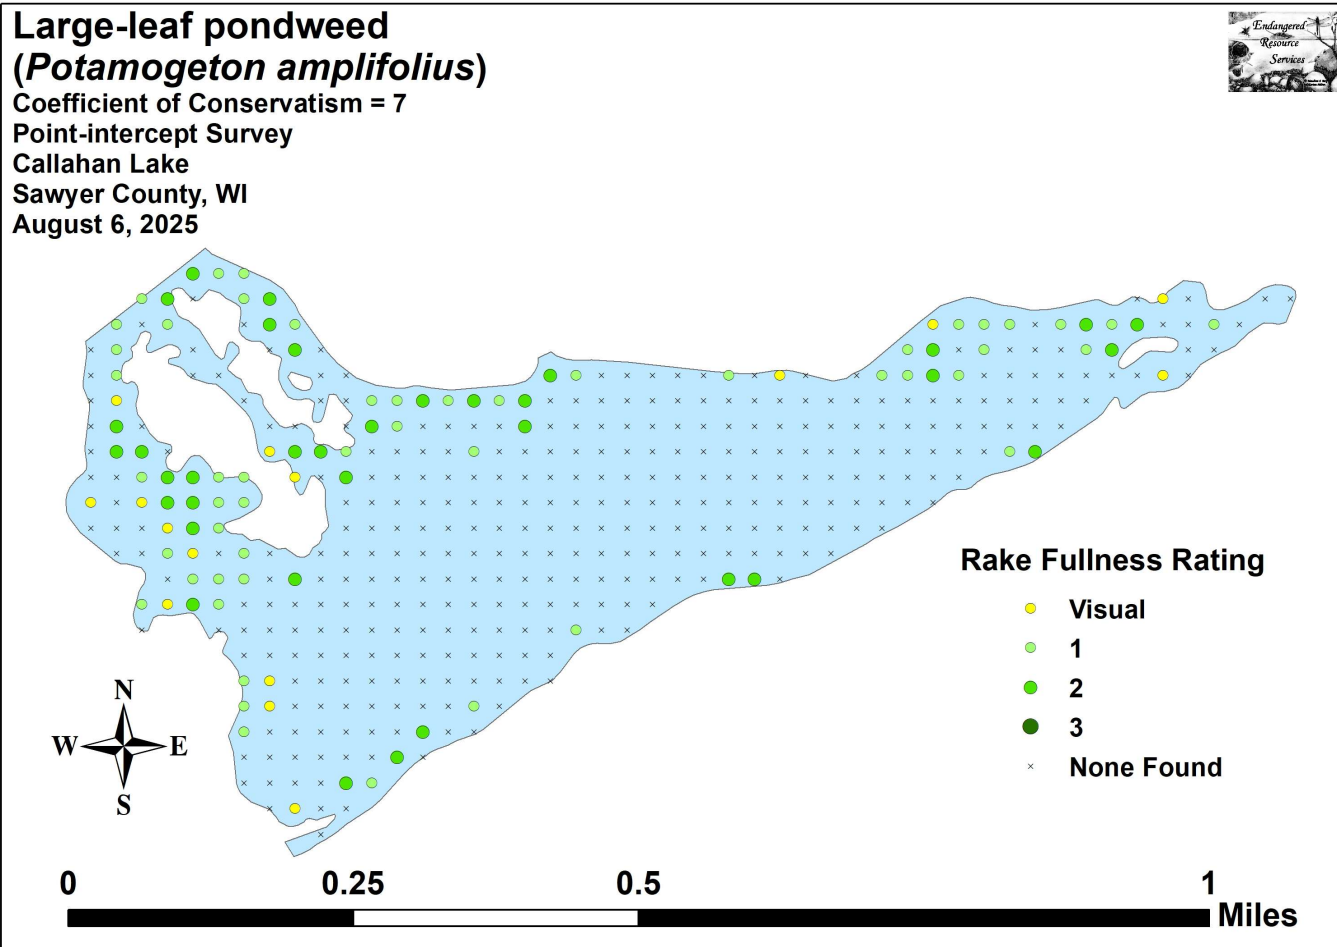 Large-leaf pondweed
(Potamogeton amplifolius)
Coefficient of Conservatism = 7
Point-intercept Survey
Callahan Lake
Sawyer County, WI
August 6, 2025
Endangered
Resource
Services
Rake Fullness Rating
Visual
1
2
3
None Found
N
W E
S
0 0.25 0.5 1
Miles